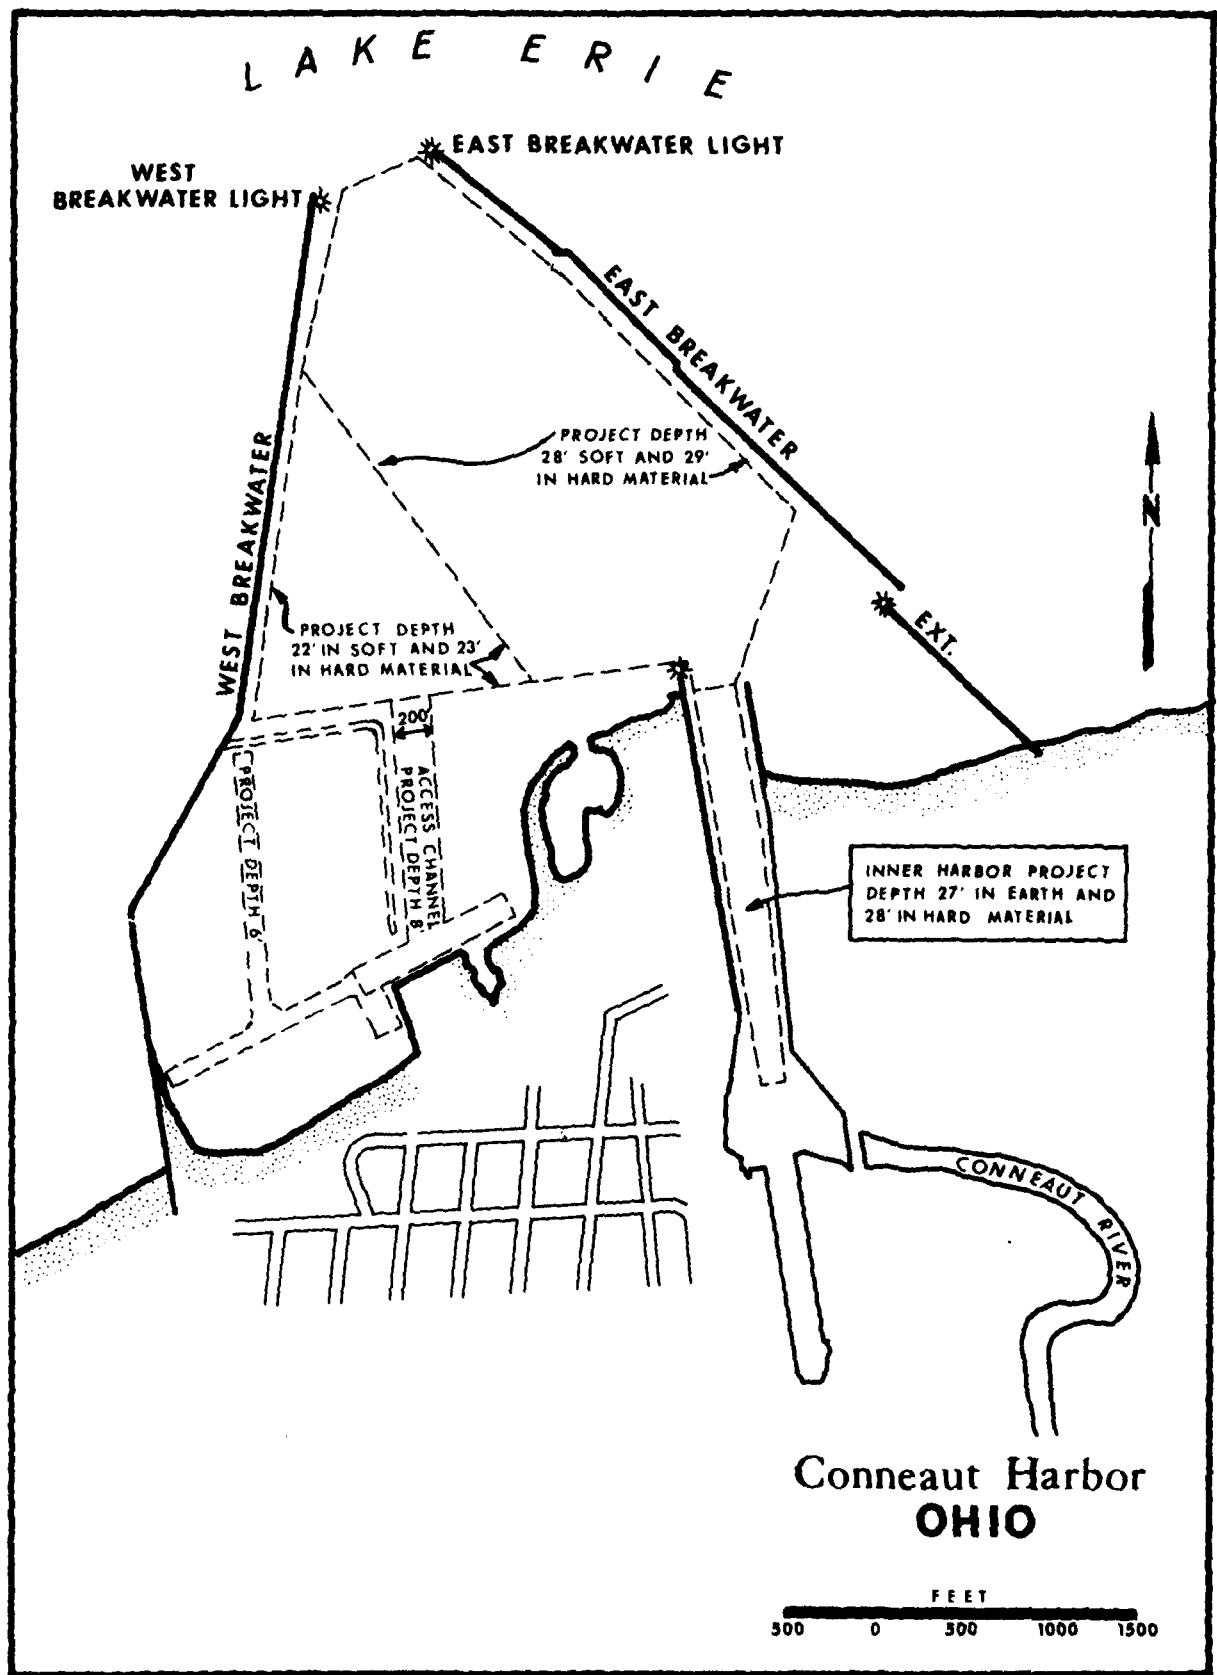 LAKE ERIE
EAST BREAKWATER LIGHT
WEST
BREAKWATER LIGHT
EAST BREAKWATER
PROJECT DEPTH
28' SOFT AND 29'
IN HARD MATERIAL
WEST BREAKWATER
N
EXT.
PROJECT DEPTH
22' IN SOFT AND 23'
IN HARD MATERIAL
200'
PROJECT DEPTH 6'
ACCESS CHANNEL
PROJECT DEPTH 8'
INNER HARBOR PROJECT
DEPTH 27' IN EARTH AND
28' IN HARD MATERIAL
CONNEAUT RIVER
Conneaut Harbor
OHIO
FEET
500 0 500 1000 1500